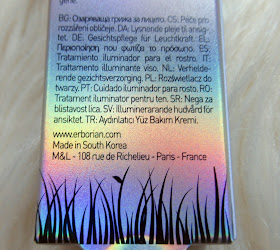 gene.
BG: Озаряваща грижа за лицето. CS: Péče pro
rozzáření obličeje. DA: Lysnende pleje til ansig-
tet. DE: Gesichtspflege für Leuchtkraft. EL:
Περιποίηση που φωτίζει το πρόσωπο. ES:
Tratamiento iluminador para el rostro. IT:
Trattamento illuminante viso. NL: Verhelde-
rende gezichtsverzorging. PL: Rozświetlacz do
twarzy. PT: Cuidado iluminador para rosto. RO:
Tratament iluminator pentru ten. SR: Nega za
blistavost lica. SV: illuminerarande hudvård för
ansiktet. TR: Aydınlatıcı Yüz Bakım Kremi.
www.erborian.com
Made in South Korea
M&L - 108 rue de Richelieu - Paris - France